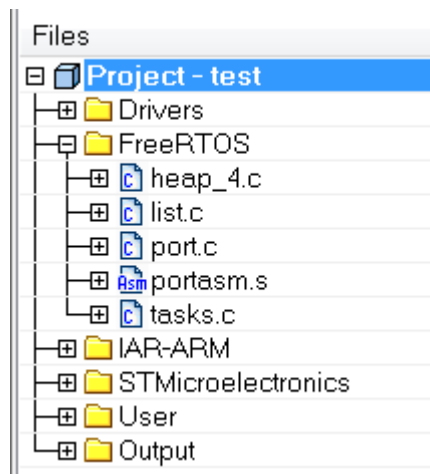 Files
Project - test
Drivers
FreeRTOS
c heap_4.c
c list.c
c port.c
Asm portasm.s
c tasks.c
IAR-ARM
STMicroelectronics
User
Output